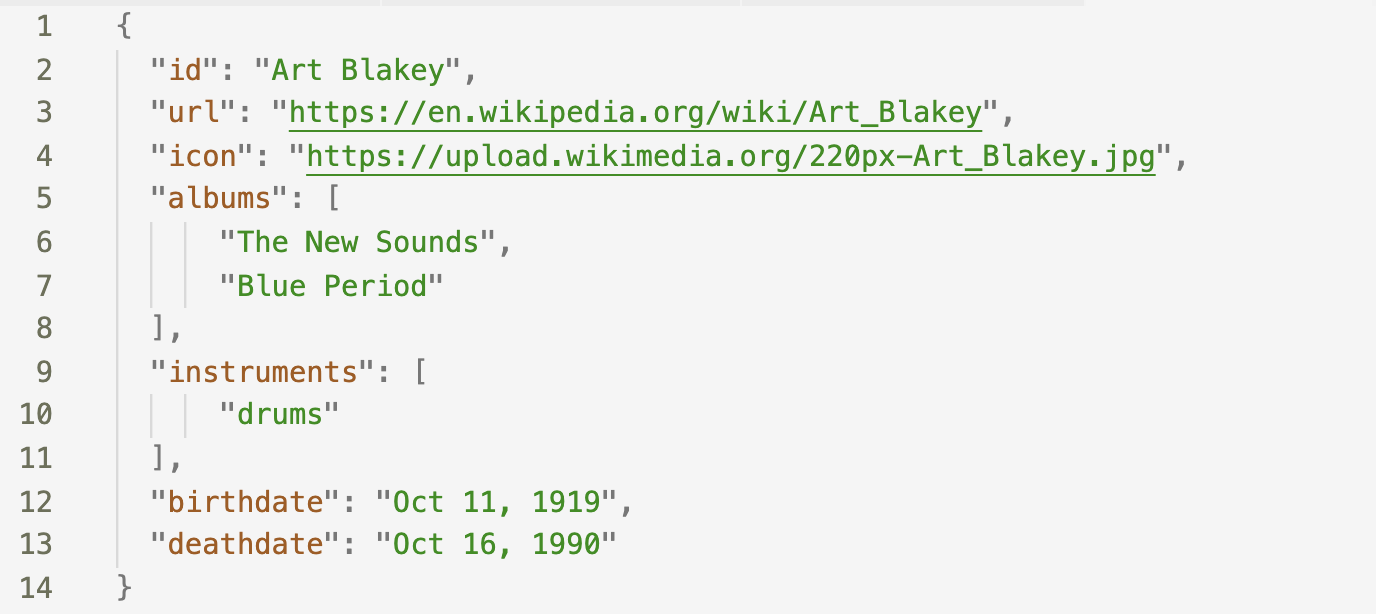 1 {
2 "id": "Art Blakey",
3 "url": "https://en.wikipedia.org/wiki/Art_Blakey",
4 "icon": "https://upload.wikimedia.org/220px-Art_Blakey.jpg",
5 "albums": [
6 "The New Sounds",
7 "Blue Period"
8 ],
9 "instruments": [
10 "drums"
11 ],
12 "birthdate": "Oct 11, 1919",
13 "deathdate": "Oct 16, 1990"
14 }